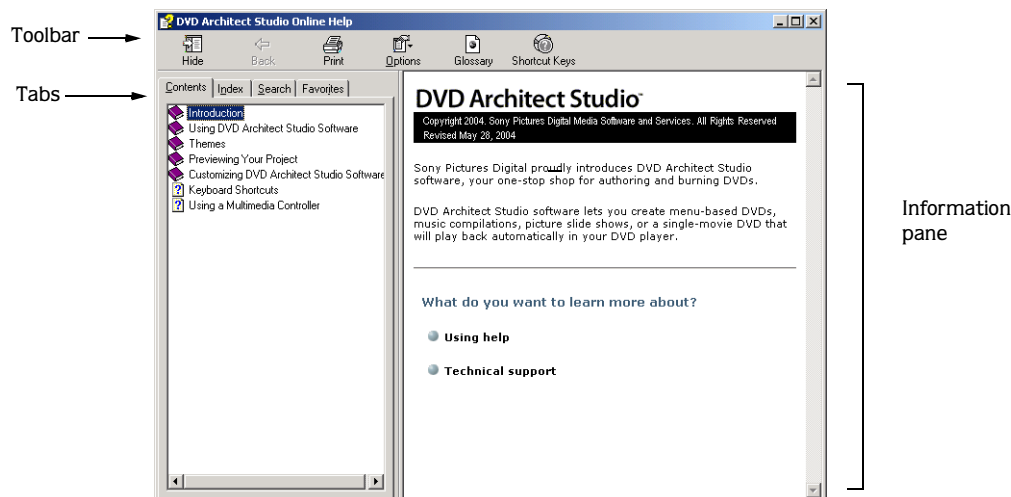 DVD Architect Studio Online Help
Toolbar
Hide
Back
Print
Options
Glossary
Shortcut Keys
Tabs
Contents
Index
Search
Favorites
Introduction
Using DVD Architect Studio Software
Themes
Previewing Your Project
Customizing DVD Architect Studio Software
Keyboard Shortcuts
Using a Multimedia Controller
DVD Architect Studio™
Copyright 2004. Sony Pictures Digital Media Software and Services. All Rights Reserved
Revised May 28, 2004
Sony Pictures Digital proudly introduces DVD Architect Studio
software, your one-stop shop for authoring and burning DVDs.
DVD Architect Studio software lets you create menu-based DVDs,
music compilations, picture slide shows, or a single-movie DVD that
will play back automatically in your DVD player.
What do you want to learn more about?
Using help
Technical support
Information
pane